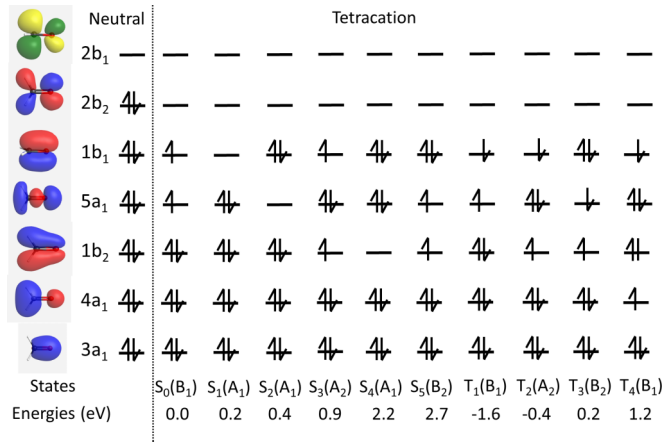 Neutral Tetracation
2b₁
2b₂
1b₁
5a₁
1b₂
4a₁
3a₁
States S₀(B₁) S₁(A₁) S₂(A₁) S₃(A₂) S₄(A₁) S₅(B₂) T₁(B₁) T₂(A₂) T₃(B₂) T₄(B₁)
Energies (eV) 0.0 0.2 0.4 0.9 2.2 2.7 -1.6 -0.4 0.2 1.2